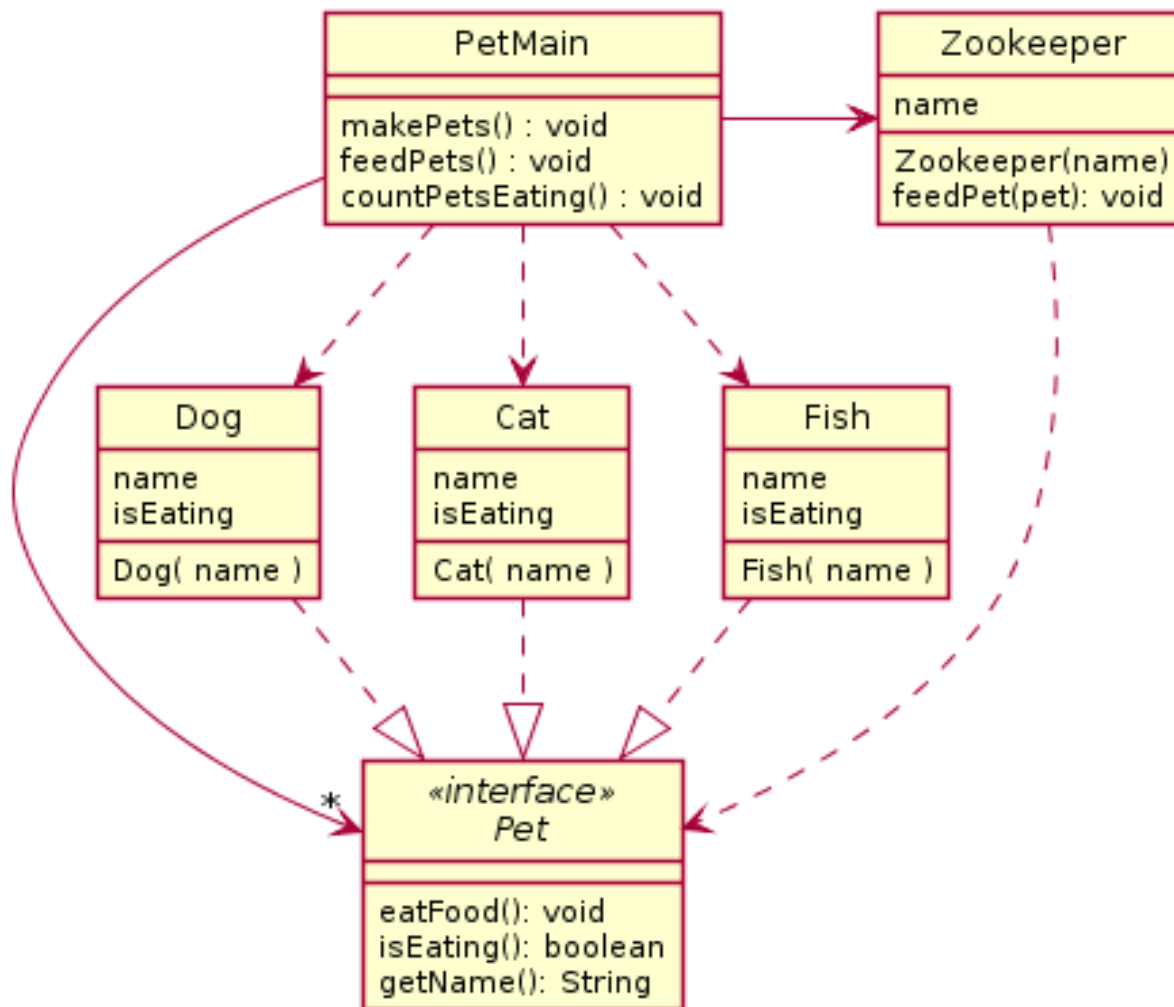 PetMain
makePets() : void
feedPets() : void
countPetsEating() : void
Zookeeper
name
Zookeeper(name)
feedPet(pet): void
Dog
name
isEating
Dog( name )
Cat
name
isEating
Cat( name )
Fish
name
isEating
Fish( name )
*
«interface»
Pet
eatFood(): void
isEating(): boolean
getName(): String